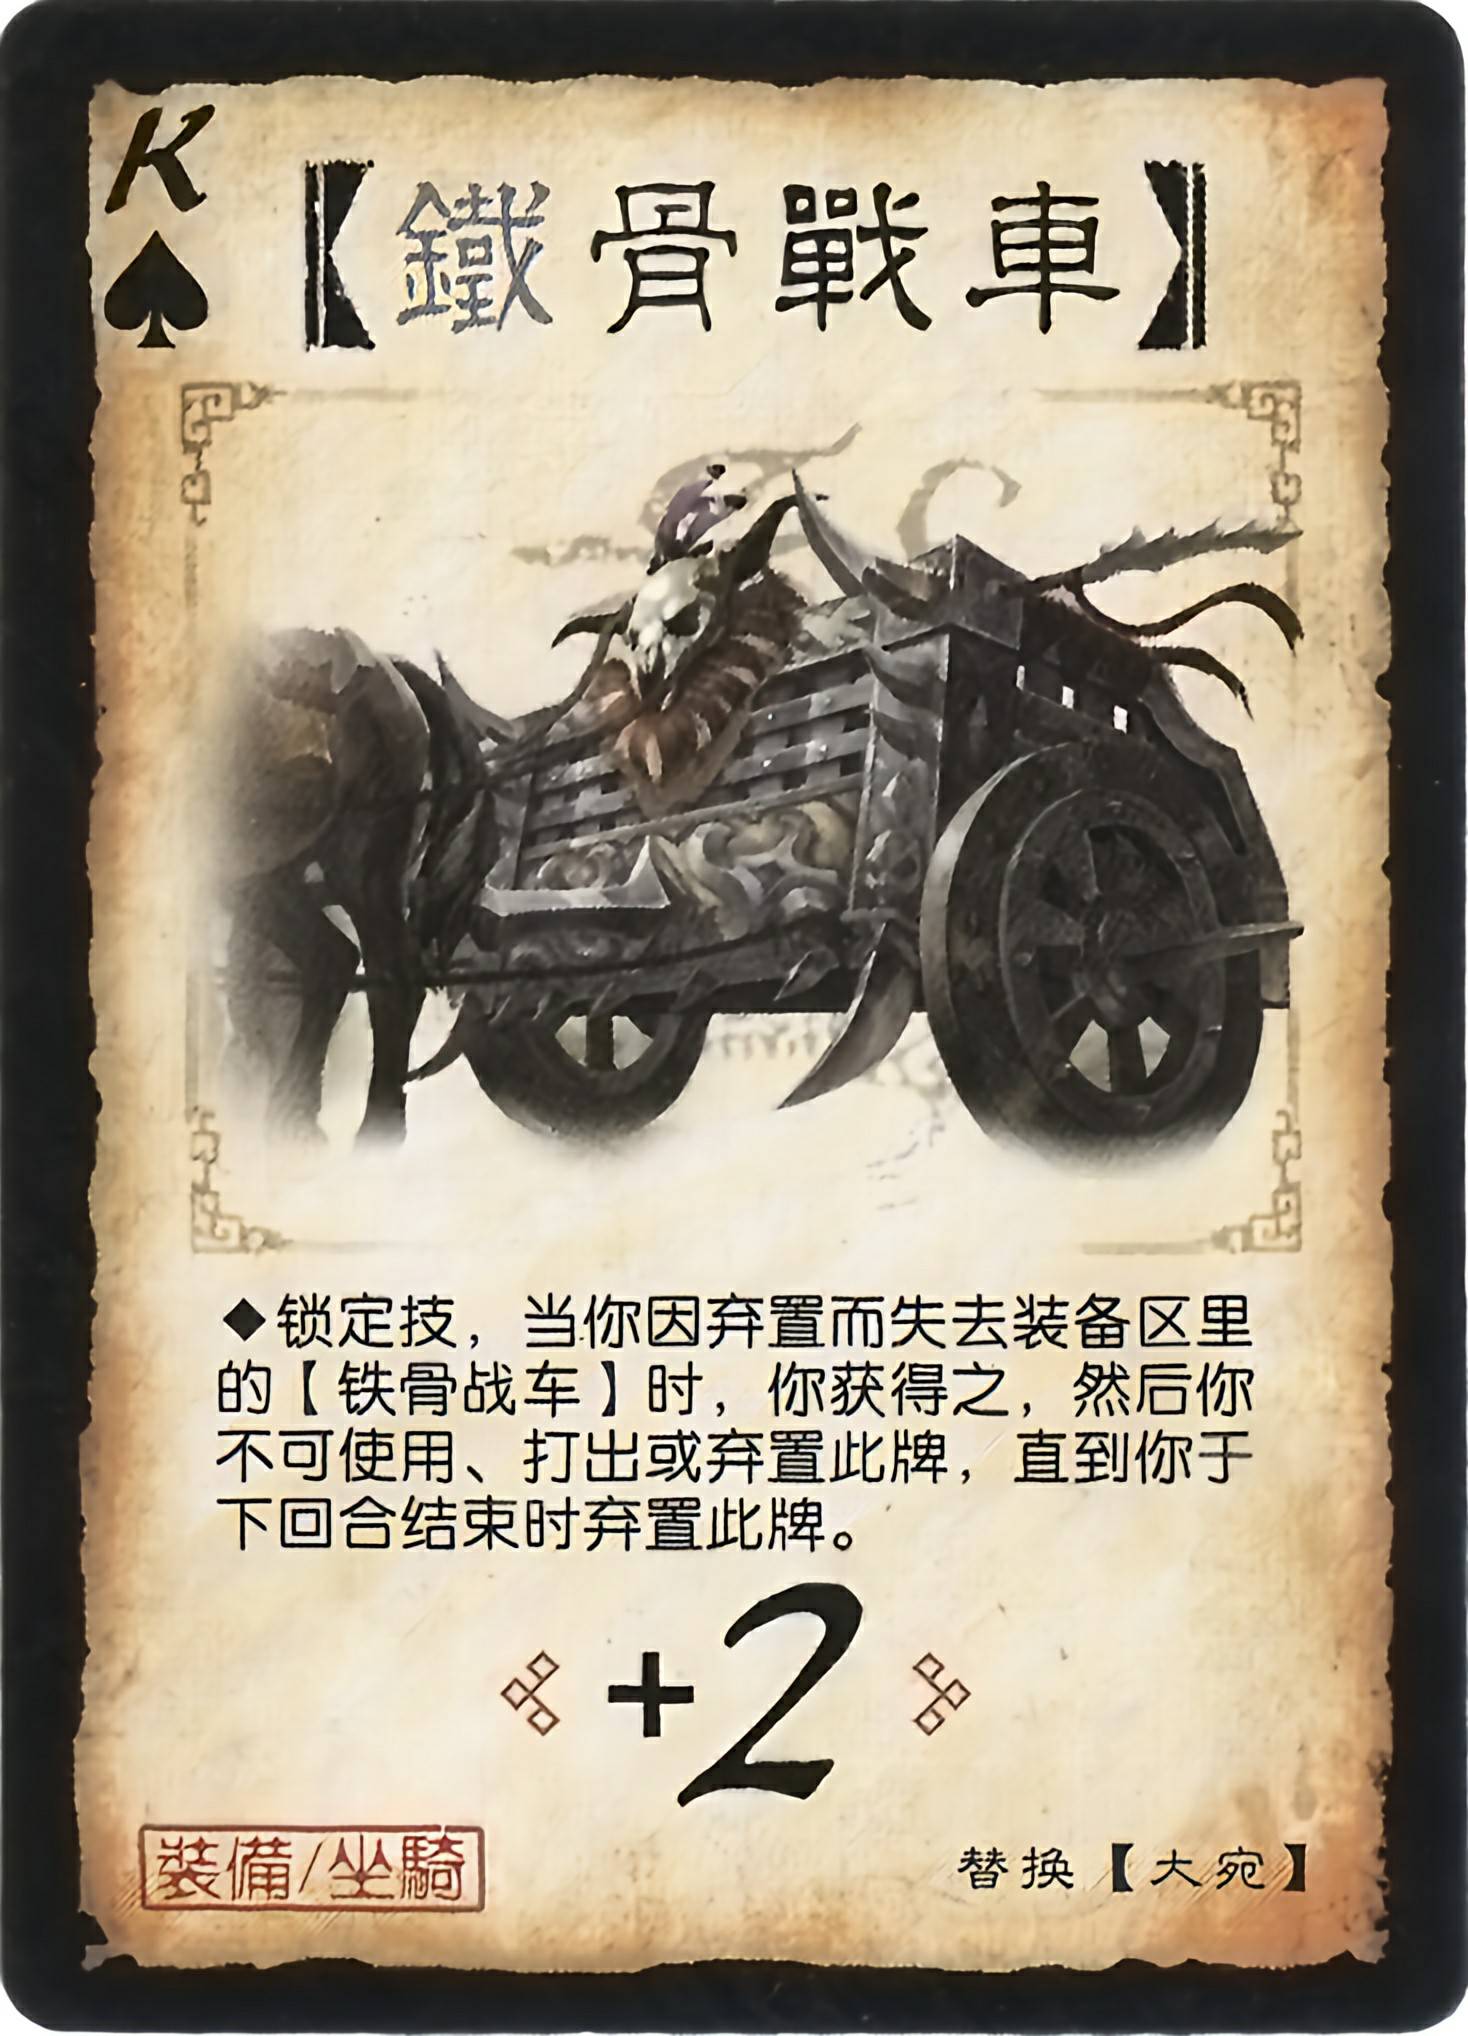 K
【鐵骨戰車】
◆锁定技，当你因弃置而失去装备区里
的【铁骨战车】时，你获得之，然后你
不可使用、打出或弃置此牌，直到你于
下回合结束时弃置此牌。
+2
裝備/坐騎
替换【大宛】